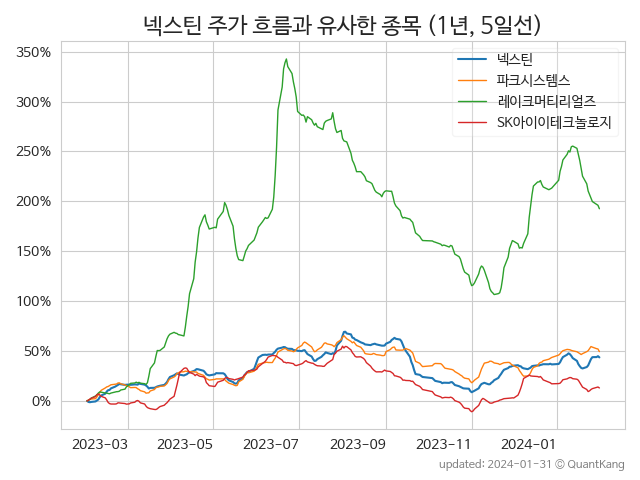 넥스틴 주가 흐름과 유사한 종목 (1년, 5일선)
넥스틴
파크시스템스
레이크머티리얼즈
SK아이이테크놀로지
350%
300%
250%
200%
150%
100%
50%
0%
2023-03 2023-05 2023-07 2023-09 2023-11 2024-01
updated: 2024-01-31 © QuantKang